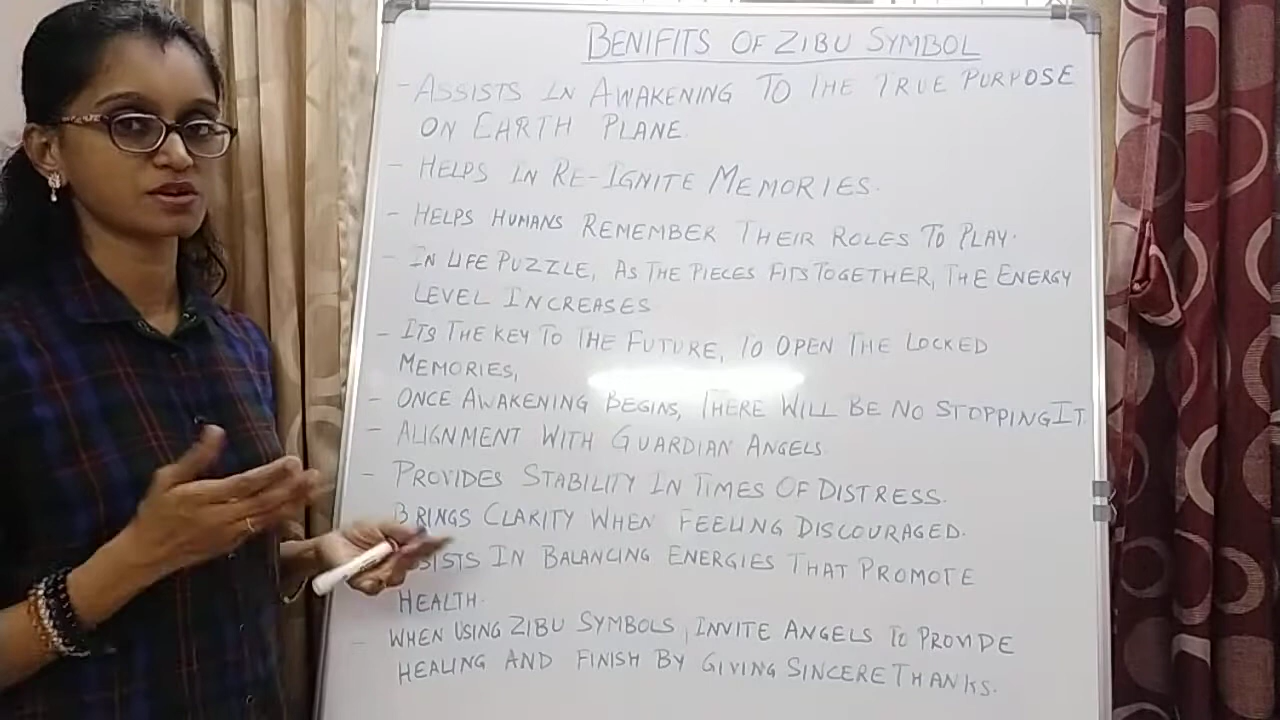 BENIFITS OF ZIBU SYMBOL
- ASSISTS IN AWAKENING TO THE TRUE PURPOSE
ON EARTH PLANE.
- HELPS IN RE-IGNITE MEMORIES.
- HELPS HUMANS REMEMBER THEIR ROLES TO PLAY.
- IN LIFE PUZZLE, AS THE PIECES FITS TOGETHER, THE ENERGY
LEVEL INCREASES
- ITS THE KEY TO THE FUTURE, TO OPEN THE LOCKED
MEMORIES,
- ONCE AWAKENING BEGINS, THERE WILL BE NO STOPPING IT.
- ALIGNMENT WITH GUARDIAN ANGELS
- PROVIDES STABILITY IN TIMES OF DISTRESS.
BRINGS CLARITY WHEN FEELING DISCOURAGED.
SISTS IN BALANCING ENERGIES THAT PROMOTE
HEALTH.
- WHEN USING ZIBU SYMBOLS, INVITE ANGELS TO PROVIDE
HEALING AND FINISH BY GIVING SINCERE THANKS.